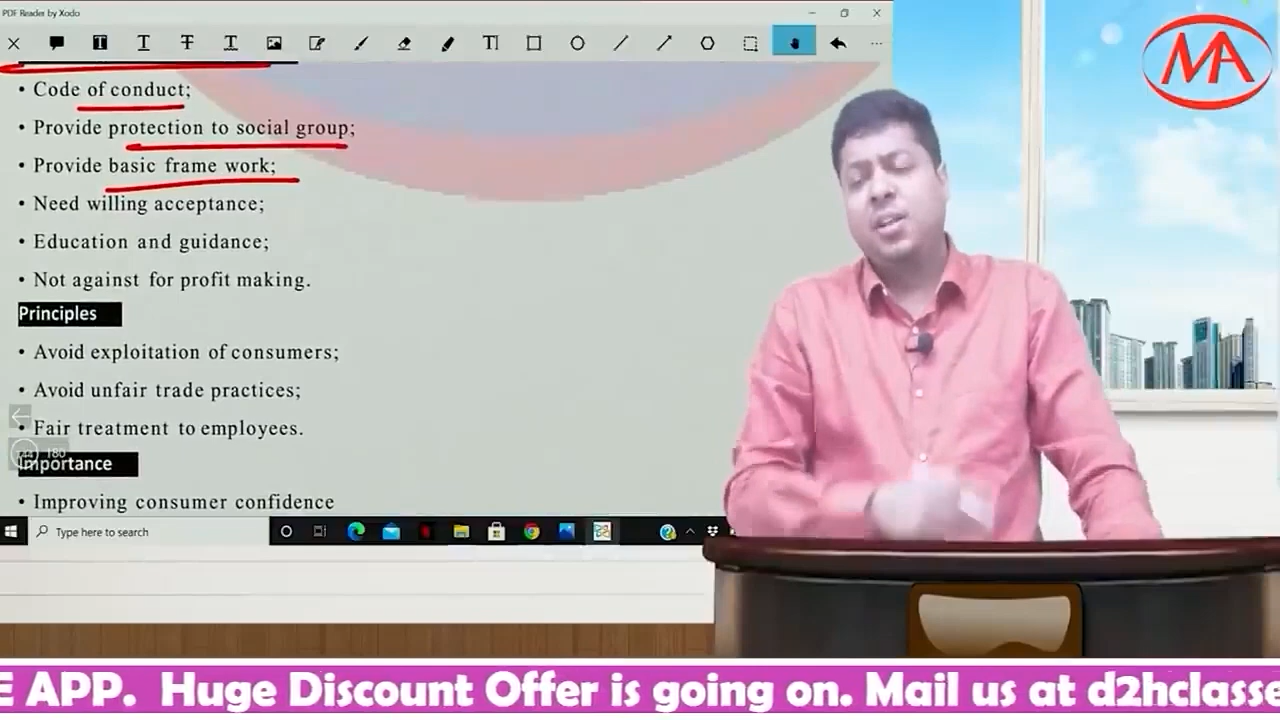 PDF Reader by Xodo
MA
• Code of conduct;
• Provide protection to social group;
• Provide basic frame work;
• Need willing acceptance;
• Education and guidance;
• Not against for profit making.
Principles
• Avoid exploitation of consumers;
• Avoid unfair trade practices;
• Fair treatment to employees.
180
Importance
• Improving consumer confidence
Type here to search
E APP. Huge Discount Offer is going on. Mail us at d2hclasse